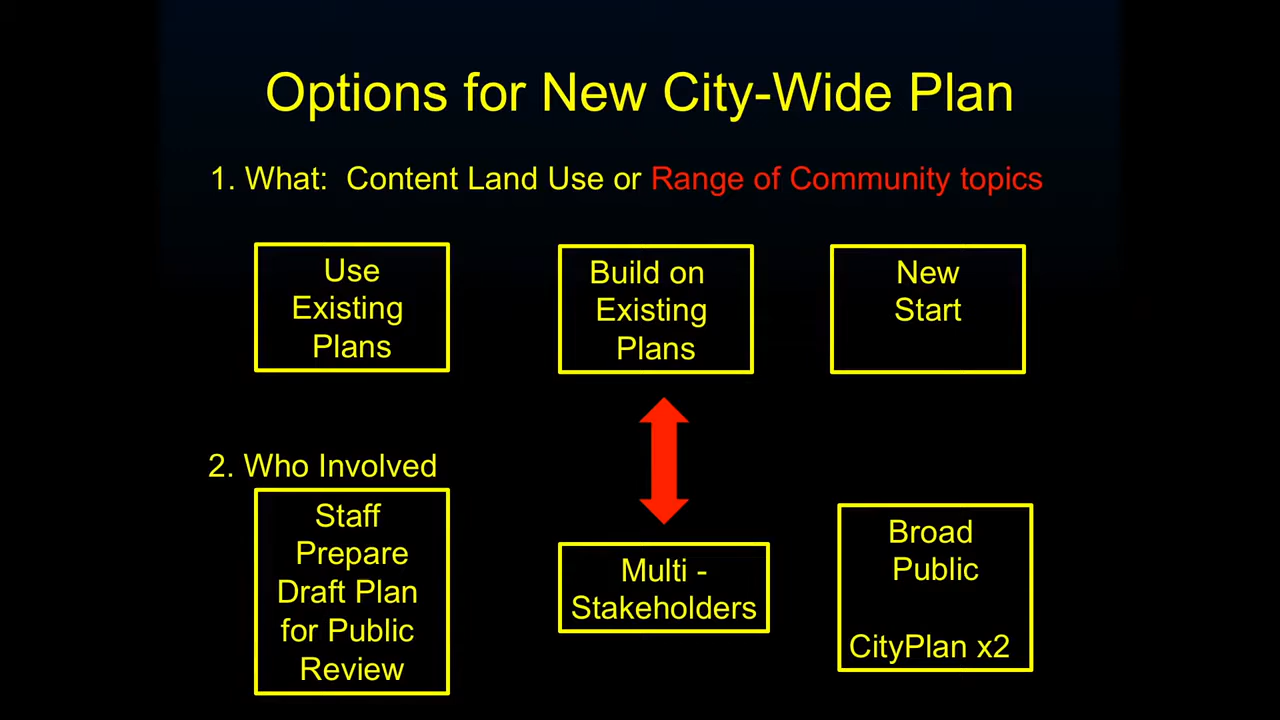 Options for New City-Wide Plan
1. What: Content Land Use or Range of Community topics
Use
Existing
Plans
Build on
Existing
Plans
New
Start
2. Who Involved
Staff
Prepare
Draft Plan
for Public
Review
Multi -
Stakeholders
Broad
Public
CityPlan x2